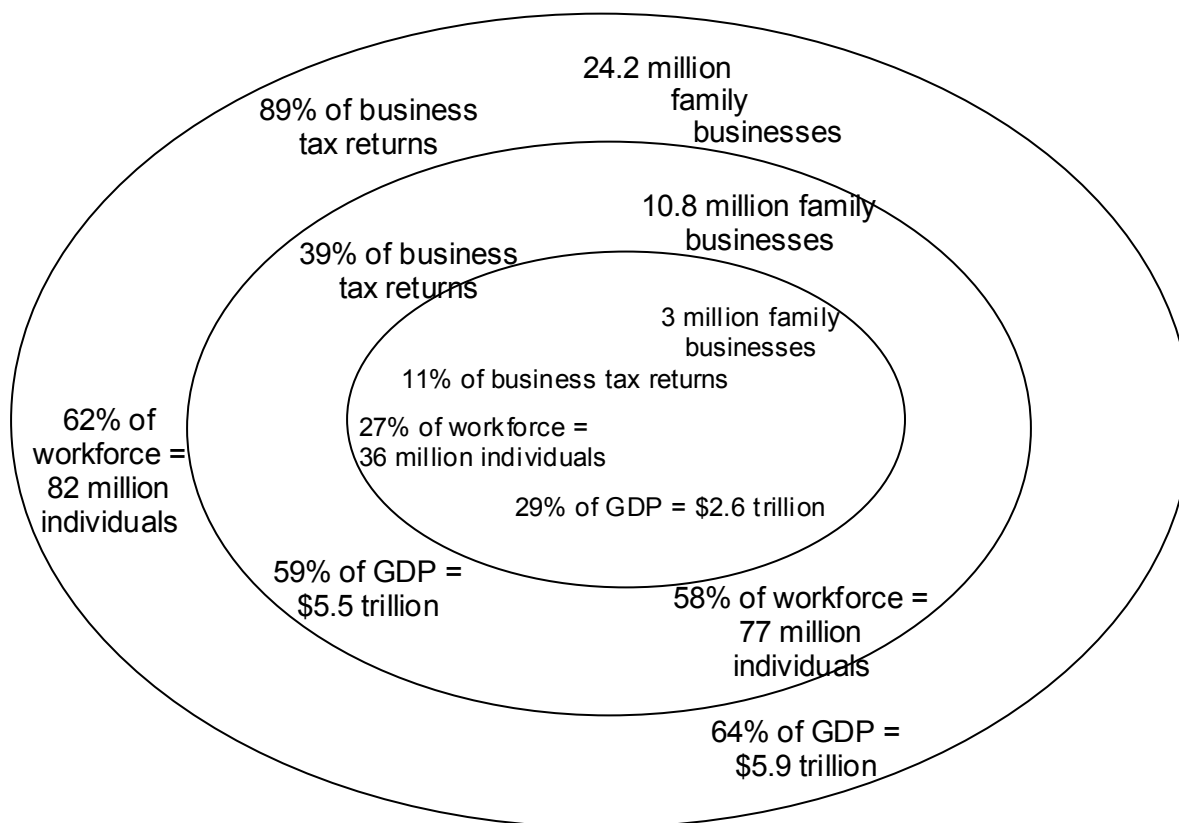 24.2 million
family
businesses
89% of business
tax returns
10.8 million family
businesses
39% of business
tax returns
3 million family
businesses
11% of business tax returns
62% of
workforce =
82 million
individuals
27% of workforce =
36 million individuals
29% of GDP = $2.6 trillion
59% of GDP =
$5.5 trillion
58% of workforce =
77 million
individuals
64% of GDP =
$5.9 trillion